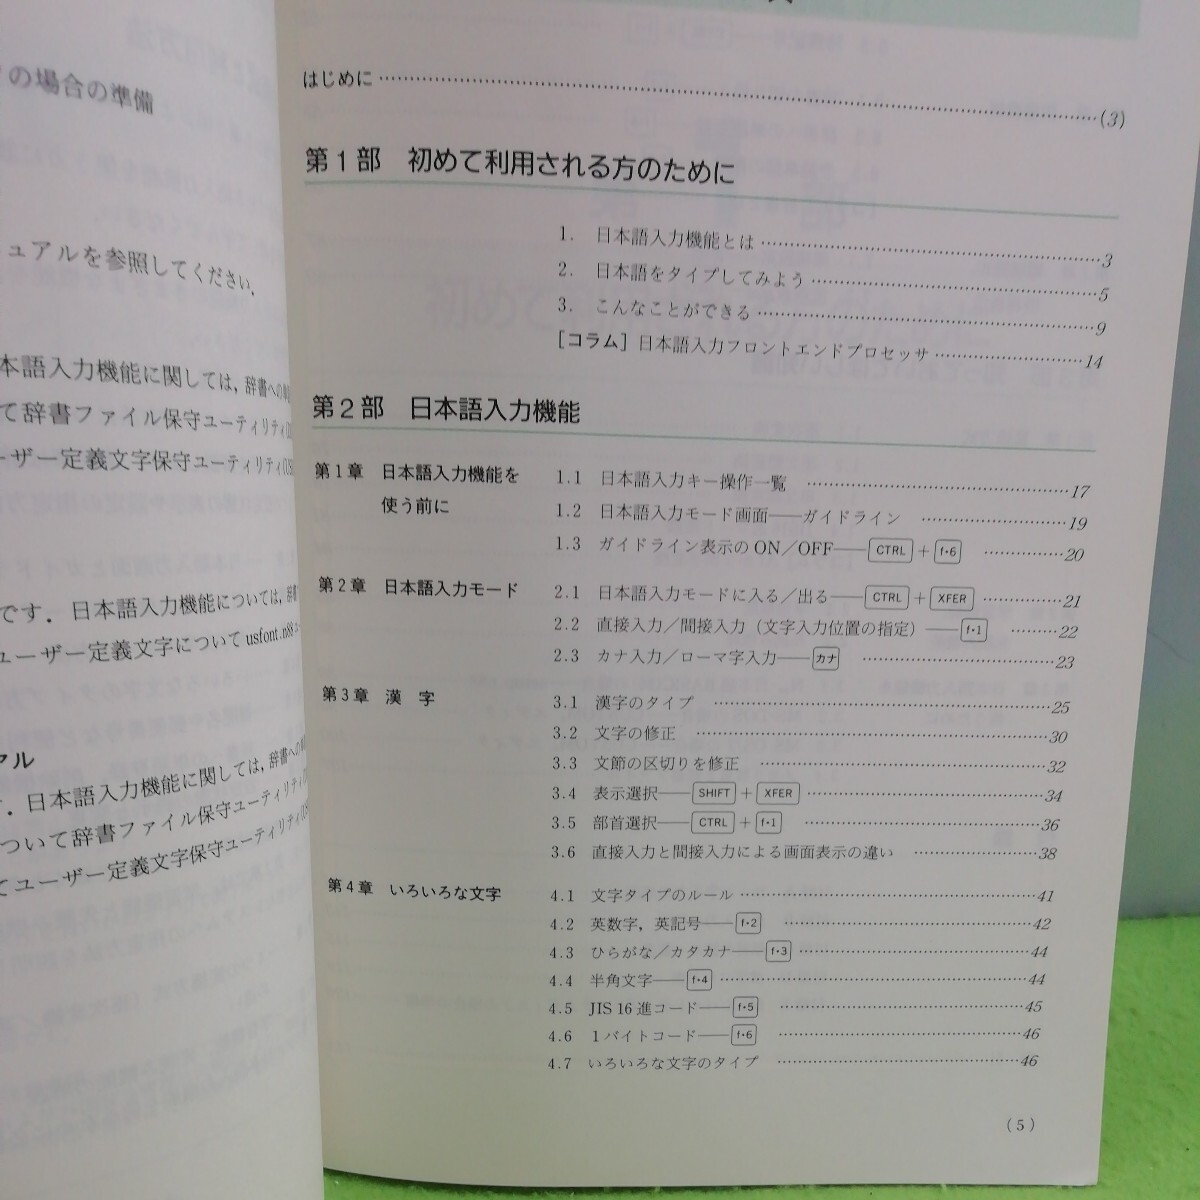 の場合の準備
ュアルを参照してください．
本語入力機能に関しては，辞書への
て辞書ファイル保守ユーティリティ
ーザー定義文字保守ユーティリティ
です．日本語入力機能については，辞書
ユーザー定義文字について usfont.n88
アル
．日本語入力機能に関しては，辞書への
ついて辞書ファイル保守ユーティリティ
てユーザー定義文字保守ユーティリティ
はじめに……(3)
第1部　初めて利用される方のために
1.　日本語入力機能とは……3
2.　日本語をタイプしてみよう……5
3.　こんなことができる……9
［コラム］日本語入力フロントエンドプロセッサ……14
第2部　日本語入力機能
第1章　日本語入力機能を使う前に
1.1　日本語入力キー操作一覧……17
1.2　日本語入力モード画面──ガイドライン……19
1.3　ガイドライン表示の ON／OFF── CTRL + f･6 ……20
第2章　日本語入力モード
2.1　日本語入力モードに入る／出る── CTRL + XFER ……21
2.2　直接入力／間接入力（文字入力位置の指定）── f･1 ……22
2.3　カナ入力／ローマ字入力── カナ ……23
第3章　漢　字
3.1　漢字のタイプ……25
3.2　文字の修正……30
3.3　文節の区切りを修正……32
3.4　表示選択── SHIFT + XFER ……34
3.5　部首選択── CTRL + f･1 ……36
3.6　直接入力と間接入力による画面表示の違い……38
第4章　いろいろな文字
4.1　文字タイプのルール……41
4.2　英数字，英記号── f･2 ……42
4.3　ひらがな／カタカナ── f･3 ……44
4.4　半角文字── f･4 ……44
4.5　JIS 16 進コード── f･5 ……45
4.6　1バイトコード── f･6 ……46
4.7　いろいろな文字のタイプ……46
(5)